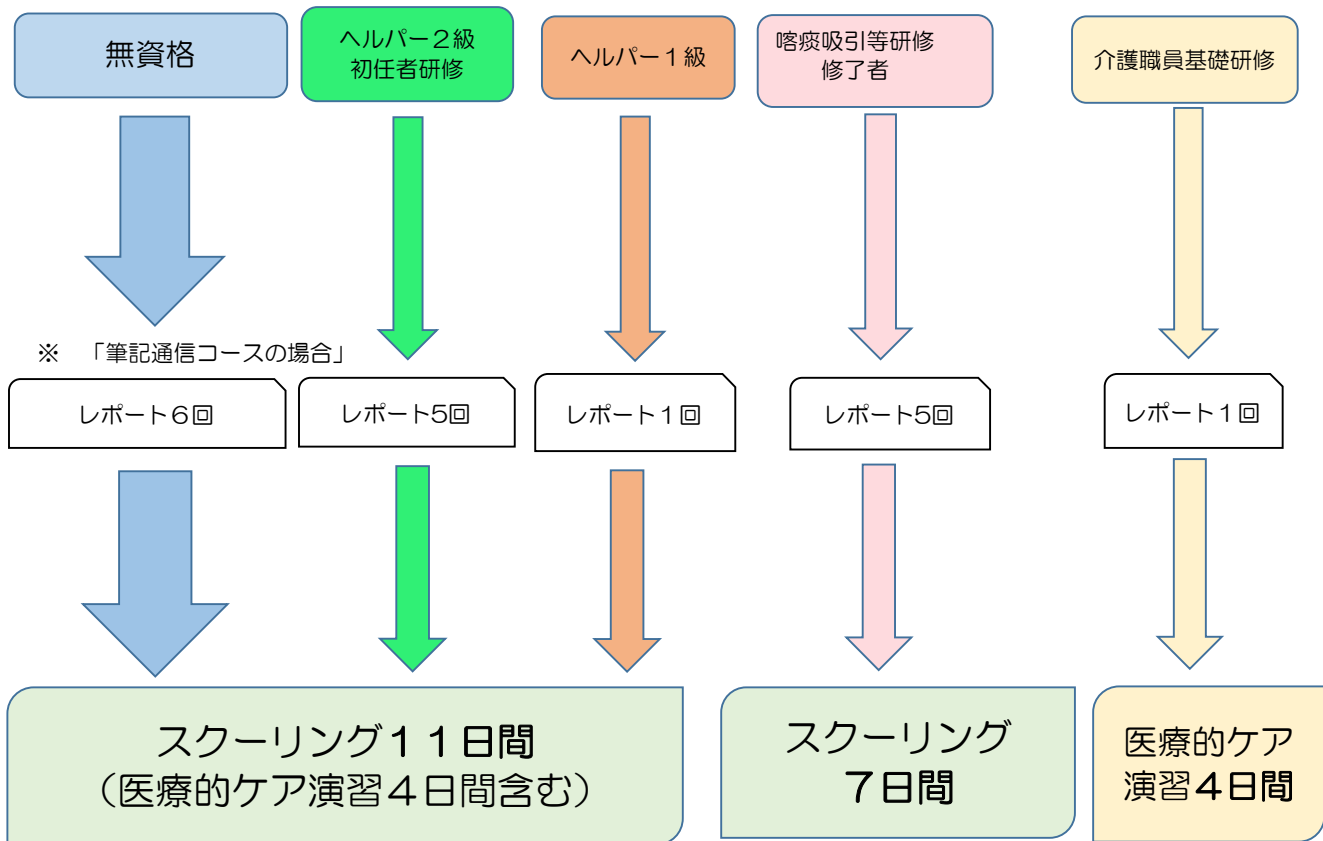 無資格
ヘルパー２級
初任者研修
ヘルパー１級
喀痰吸引等研修
修了者
介護職員基礎研修
※　「筆記通信コースの場合」
レポート６回
レポート5回
レポート１回
レポート5回
レポート１回
スクーリング１１日間
（医療的ケア演習４日間含む）
スクーリング
７日間
医療的ケア
演習４日間